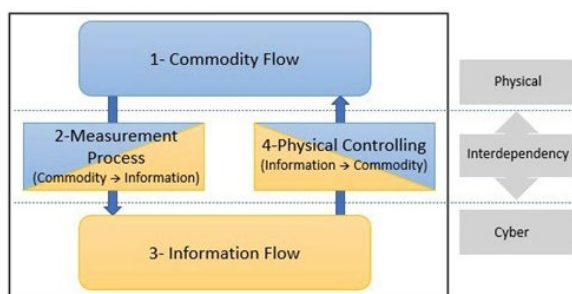 1- Commodity Flow
Physical
2-Measurement
Process
(Commodity → Information)
4-Physical Controlling
(Information → Commodity)
Interdependency
3- Information Flow
Cyber